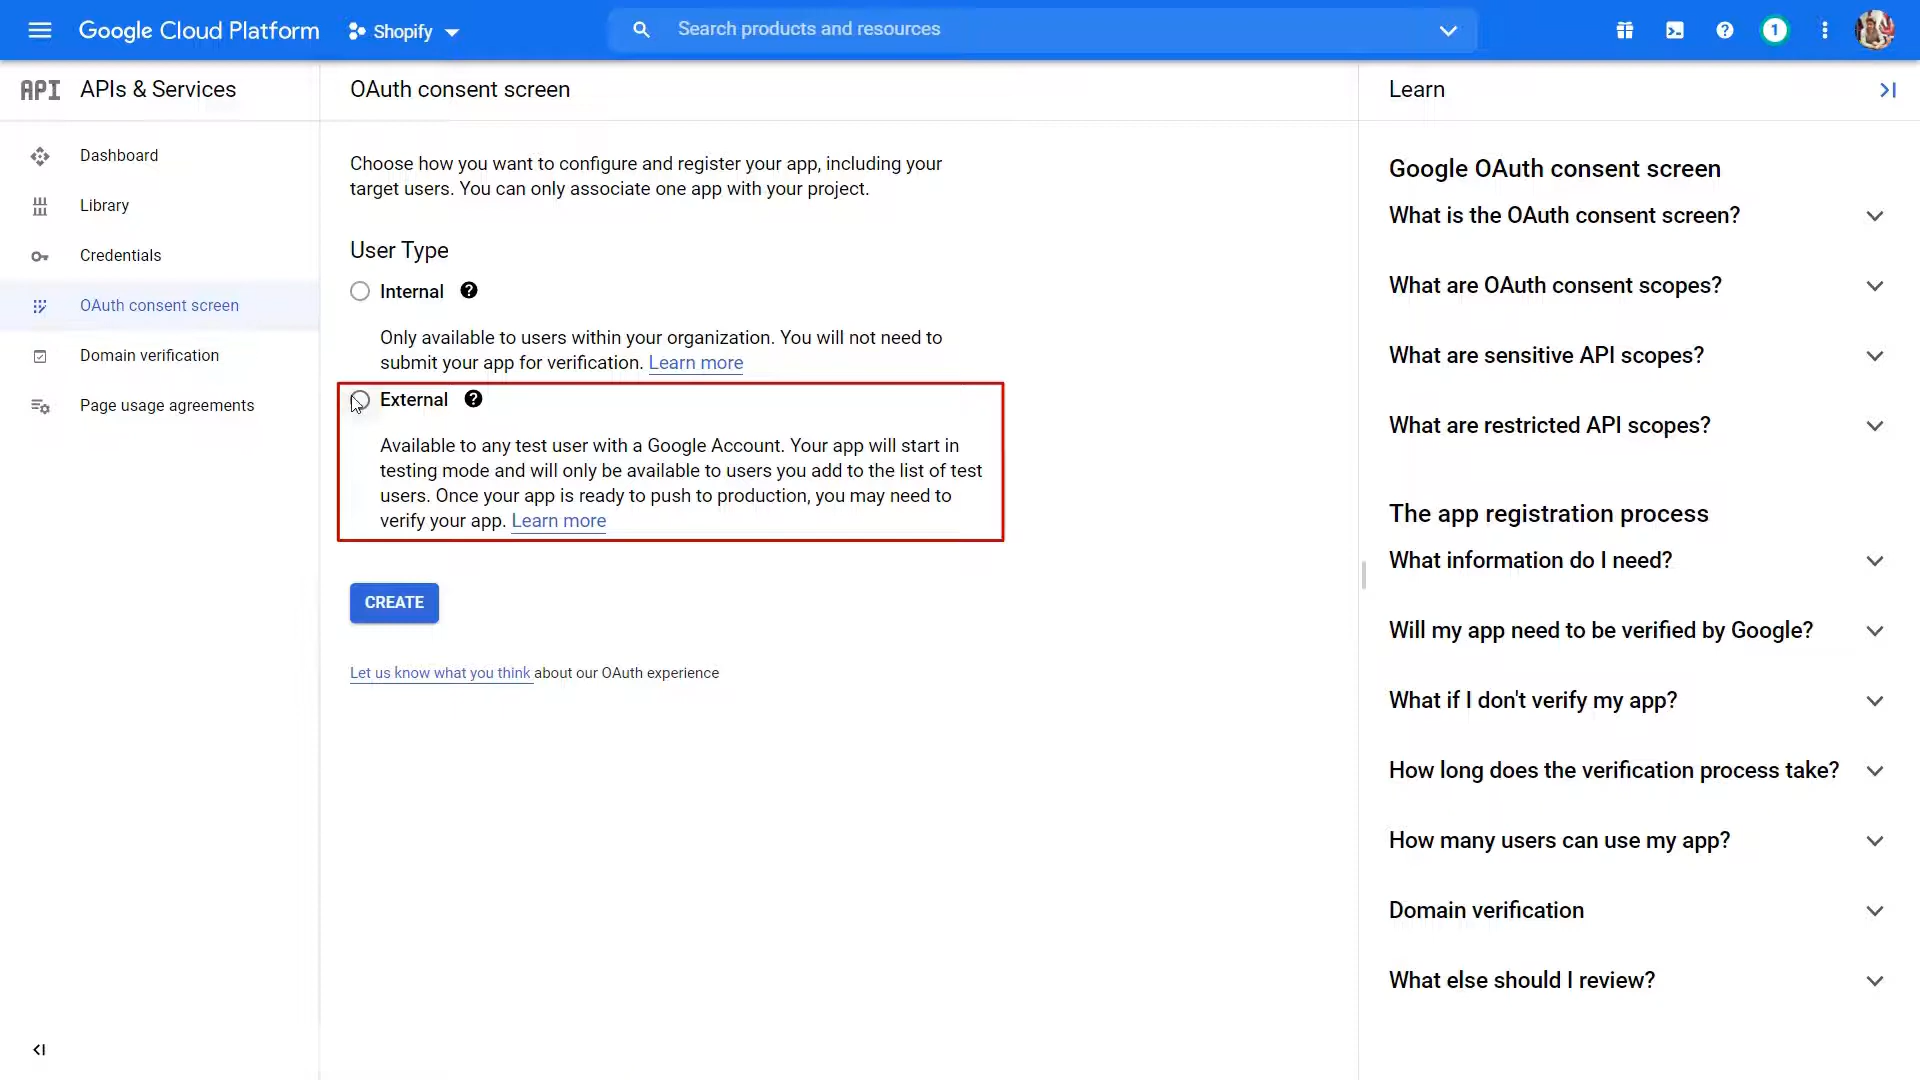 Google Cloud Platform
Shopify
Search products and resources
1
API APIs & Services
Dashboard
Library
Credentials
OAuth consent screen
Domain verification
Page usage agreements
OAuth consent screen
Choose how you want to configure and register your app, including your
target users. You can only associate one app with your project.
User Type
Internal
Only available to users within your organization. You will not need to
submit your app for verification. Learn more
External
Available to any test user with a Google Account. Your app will start in
testing mode and will only be available to users you add to the list of test
users. Once your app is ready to push to production, you may need to
verify your app. Learn more
CREATE
Let us know what you think about our OAuth experience
Learn
Google OAuth consent screen
What is the OAuth consent screen?
What are OAuth consent scopes?
What are sensitive API scopes?
What are restricted API scopes?
The app registration process
What information do I need?
Will my app need to be verified by Google?
What if I don't verify my app?
How long does the verification process take?
How many users can use my app?
Domain verification
What else should I review?